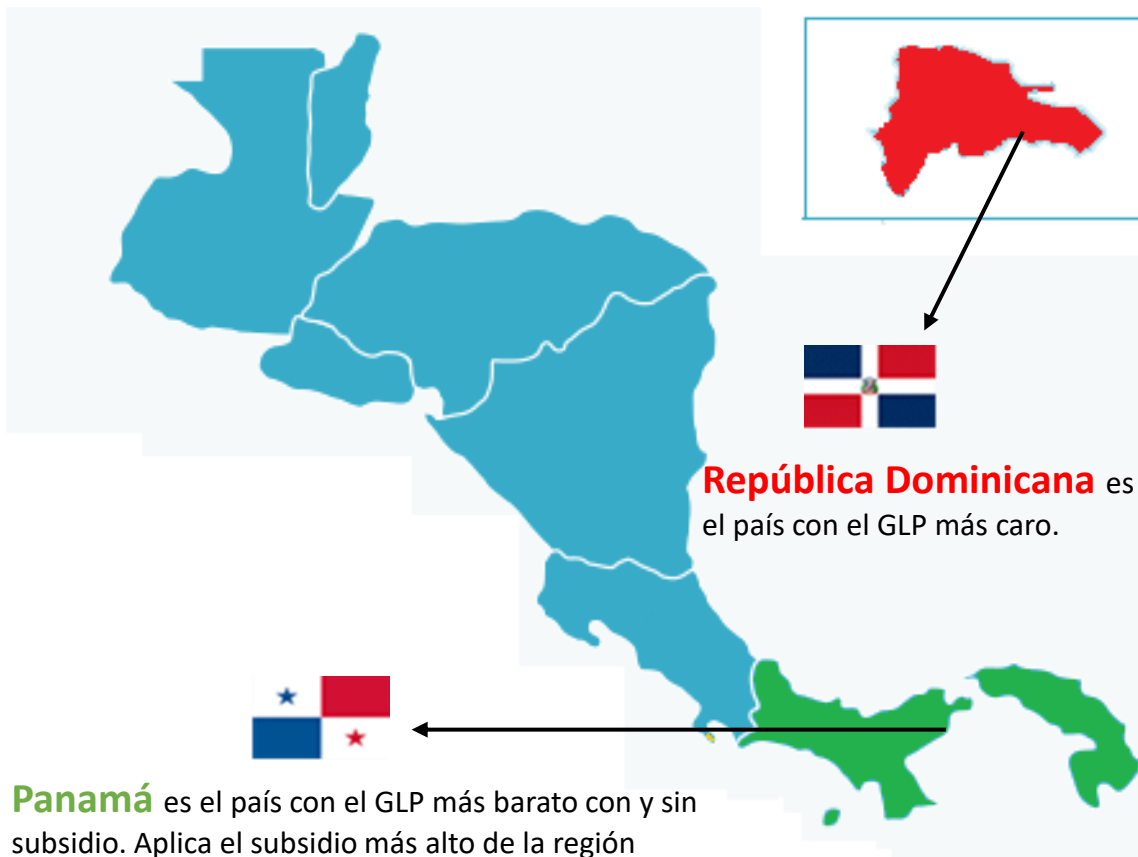 República Dominicana es
el país con el GLP más caro.
Panamá es el país con el GLP más barato con y sin
subsidio. Aplica el subsidio más alto de la región